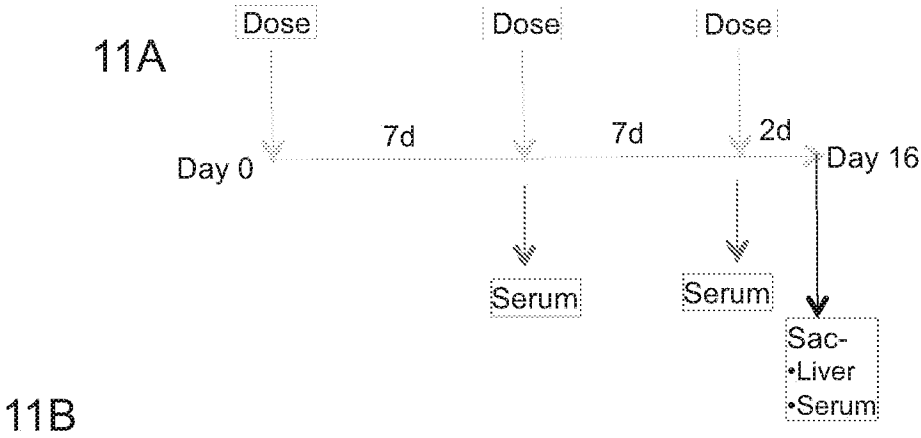 Dose Dose Dose
11A
7d 7d 2d
Day 0 Day 16
Serum Serum
Sac-
•Liver
•Serum
11B